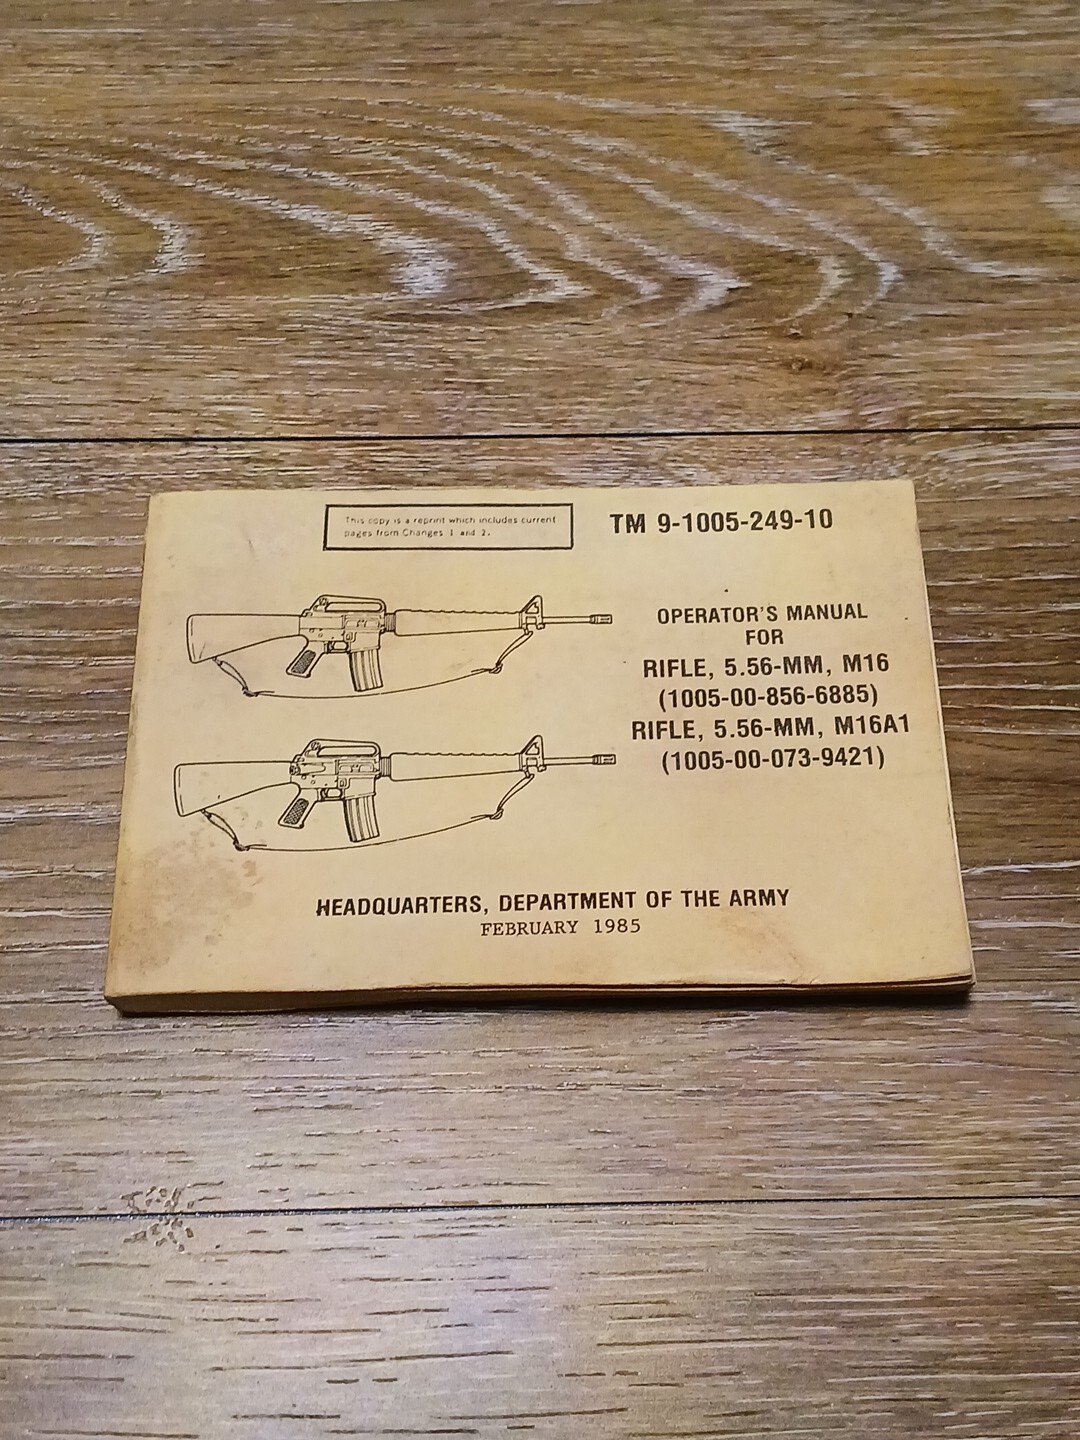 This copy is a reprint which includes current
pages from Changes 1 and 2.
TM 9-1005-249-10
OPERATOR'S MANUAL
FOR
RIFLE, 5.56-MM, M16
(1005-00-856-6885)
RIFLE, 5.56-MM, M16A1
(1005-00-073-9421)
HEADQUARTERS, DEPARTMENT OF THE ARMY
FEBRUARY 1985